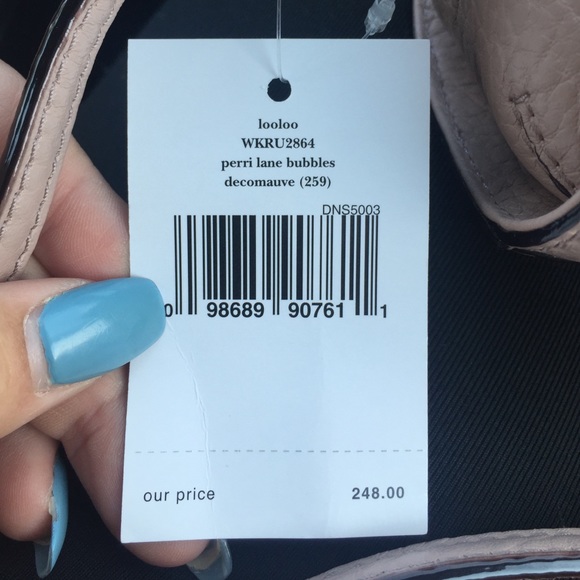 looloo
WKRU2864
perri lane bubbles
decomauve (259)
DNS5003
0 98689 90761 1
our price 248.00